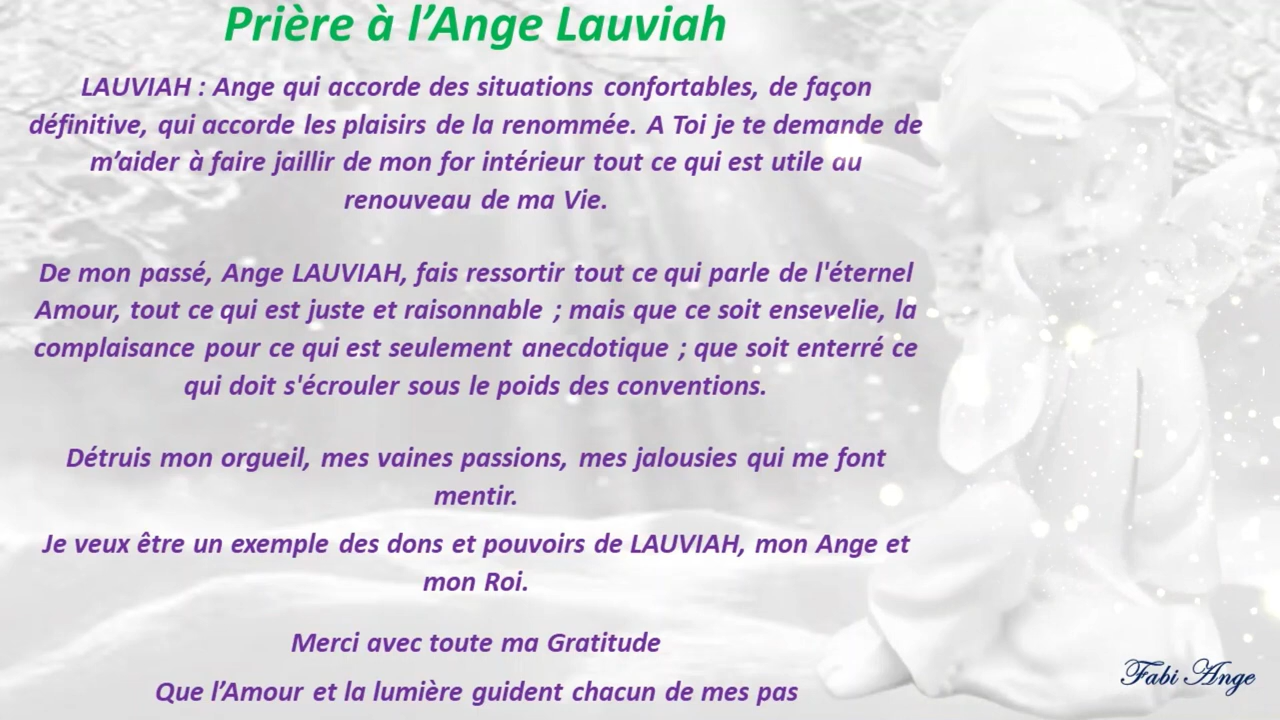 Prière à l’Ange Lauviah
LAUVIAH : Ange qui accorde des situations confortables, de façon
définitive, qui accorde les plaisirs de la renommée. A Toi je te demande de
m’aider à faire jaillir de mon for intérieur tout ce qui est utile au
renouveau de ma Vie.
De mon passé, Ange LAUVIAH, fais ressortir tout ce qui parle de l'éternel
Amour, tout ce qui est juste et raisonnable ; mais que ce soit ensevelie, la
complaisance pour ce qui est seulement anecdotique ; que soit enterré ce
qui doit s'écrouler sous le poids des conventions.
Détruis mon orgueil, mes vaines passions, mes jalousies qui me font
mentir.
Je veux être un exemple des dons et pouvoirs de LAUVIAH, mon Ange et
mon Roi.
Merci avec toute ma Gratitude
Que l’Amour et la lumière guident chacun de mes pas
Fabi Ange